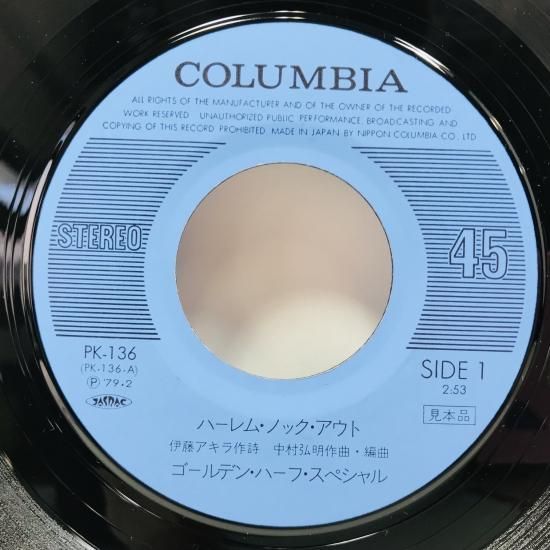 COLUMBIA
ALL RIGHTS OF THE MANUFACTURER AND OF THE OWNER OF THE RECORDED
WORK RESERVED UNAUTHORIZED PUBLIC PERFORMANCE, BROADCASTING AND
COPYING OF THIS RECORD PROHIBITED MADE IN JAPAN BY NIPPON COLUMBIA CO., LTD
STEREO
45
PK-136
(PK-136-A)
Ⓟ '79・2
JASRAC
SIDE 1
2:53
見本品
ハーレム・ノック・アウト
伊藤アキラ作詩 中村弘明作曲・編曲
ゴールデン・ハーフ・スペシャル